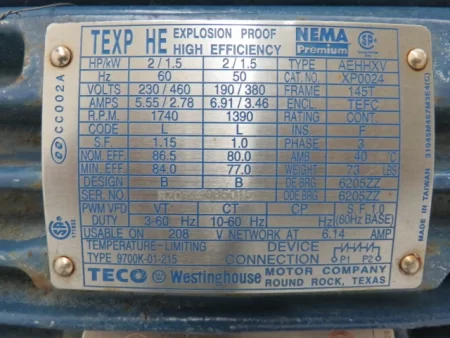 TEXP HE EXPLOSION PROOF HIGH EFFICIENCY NEMA Premium
HP/kW 2 / 1.5 2 / 1.5 TYPE AEHHXV
Hz 60 50 CAT. NO. XP0024
VOLTS 230 / 460 190 / 380 FRAME 145T
AMPS 5.55 / 2.78 6.91 / 3.46 ENCL. TEFC
R.P.M. 1740 1390 RATING CONT.
CODE L L INS F
S.F. 1.15 1.0 PHASE 3
NOM. EFF. 86.5 80.0 AMB 40 °C
MIN. EFF. 84.0 77.0 WEIGHT 73 LBS
DESIGN B B DE BRG 6205ZZ
SERIAL NO. ODE BRG 6205ZZ
PWM VFD VT CT CP S.F. 1.0
DUTY 3-60 Hz 10-60 Hz Hz (60Hz BASE)
USABLE ON 208 V NETWORK AT 6.14 AMP
TEMPERATURE-LIMITING DEVICE
TYPE 9700K-01-215 CONNECTION P1 P2
TECO Westinghouse MOTOR COMPANY
ROUND ROCK, TEXAS
CC002A
MADE IN TAIWAN